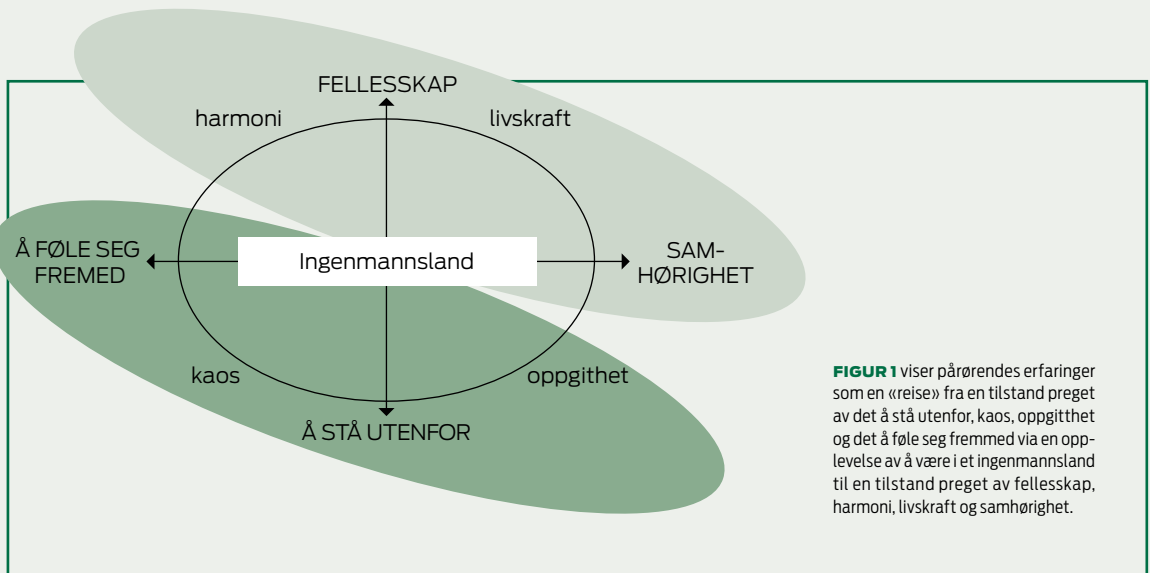 FELLESSKAP
harmoni
livskraft
Å FØLE SEG
FREMED
Ingenmannsland
SAM-
HØRIGHET
kaos
oppgithet
Å STÅ UTENFOR
FIGUR 1 viser pårørendes erfaringer
som en «reise» fra en tilstand preget
av det å stå utenfor, kaos, oppgitthet
og det å føle seg fremmed via en opp-
levelse av å være i et ingenmannsland
til en tilstand preget av fellesskap,
harmoni, livskraft og samhørighet.